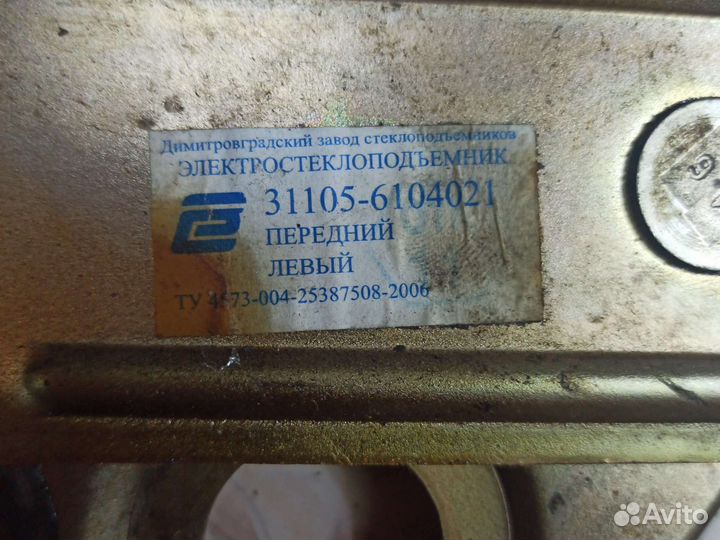 Димитровградский завод стеклоподъемников
ЭЛЕКТРОСТЕКЛОПОДЪЕМНИК
31105-6104021
ПЕРЕДНИЙ
ЛЕВЫЙ
ТУ 4573-004-25387508-2006
Avito